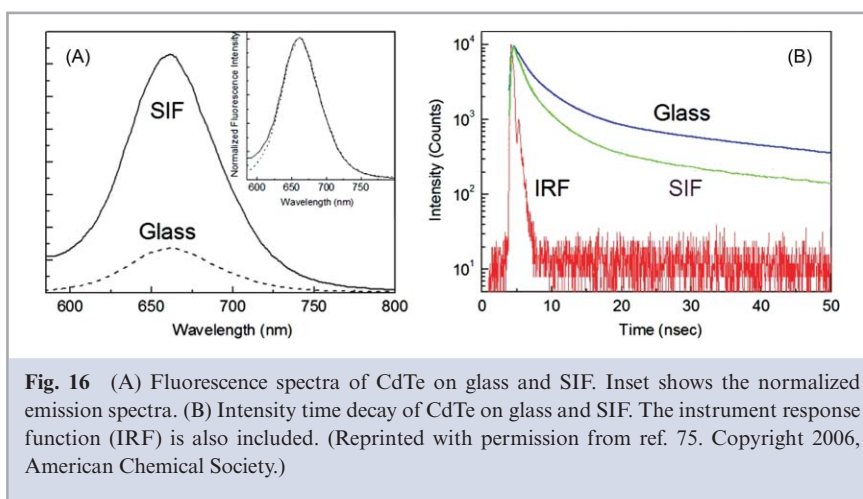 (A)
SIF
Glass
Wavelength (nm)
600 650 700 750 800
Normalized Fluorescence Intensity
600 650 700 750
Wavelength (nm)
(B)
Glass
SIF
IRF
Intensity (Counts)
10⁴
10³
10²
10¹
0 10 20 30 40 50
Time (nsec)
Fig. 16 (A) Fluorescence spectra of CdTe on glass and SIF. Inset shows the normalized
emission spectra. (B) Intensity time decay of CdTe on glass and SIF. The instrument response
function (IRF) is also included. (Reprinted with permission from ref. 75. Copyright 2006,
American Chemical Society.)